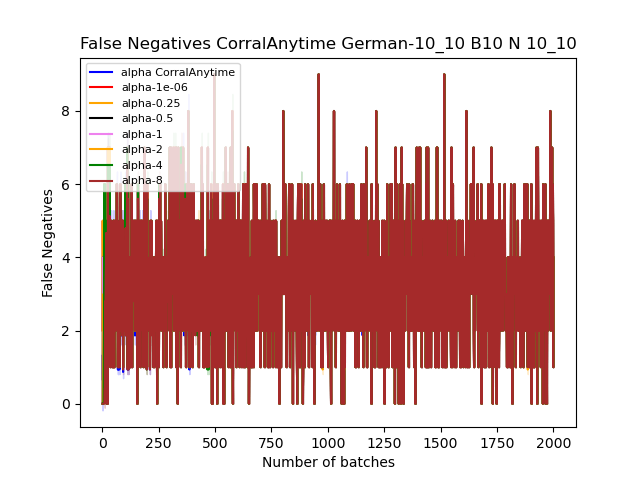 False Negatives CorralAnytime German-10_10 B10 N 10_10
alpha CorralAnytime
alpha-1e-06
alpha-0.25
alpha-0.5
alpha-1
alpha-2
alpha-4
alpha-8
8
6
4
2
0
False Negatives
0 250 500 750 1000 1250 1500 1750 2000
Number of batches